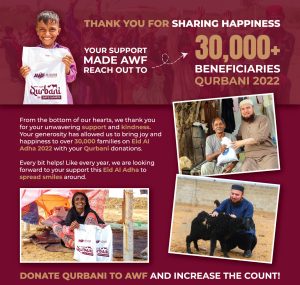 THANK YOU FOR SHARING HAPPINESS
YOUR SUPPORT
MADE AWF
REACH OUT TO
30,000+
BENEFICIARIES
QURBANI 2022
Qurbani
From the bottom of our hearts, we thank you
for your unwavering support and kindness.
Your generosity has allowed us to bring joy and
happiness to over 30,000 families on Eid Al
Adha 2022 with your Qurbani donations.
Every bit helps! Like every year, we are looking
forward to your support this Eid Al Adha to
spread smiles around.
DONATE QURBANI TO AWF AND INCREASE THE COUNT!